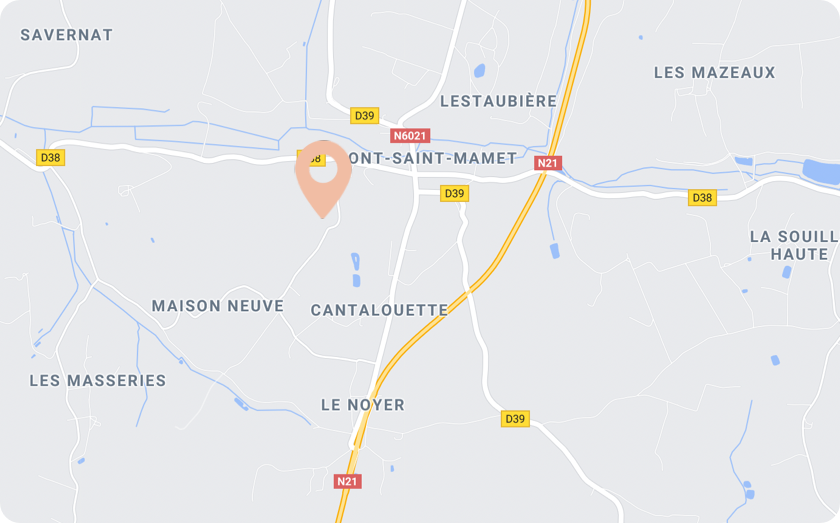 SAVERNAT
LES MAZEAUX
LESTAUBIÈRE
D39
N6021
D38
ONT-SAINT-MAMET
N21
D39
D38
LA SOUILL
HAUTE
MAISON NEUVE
CANTALOUETTE
LES MASSERIES
LE NOYER
D39
N21